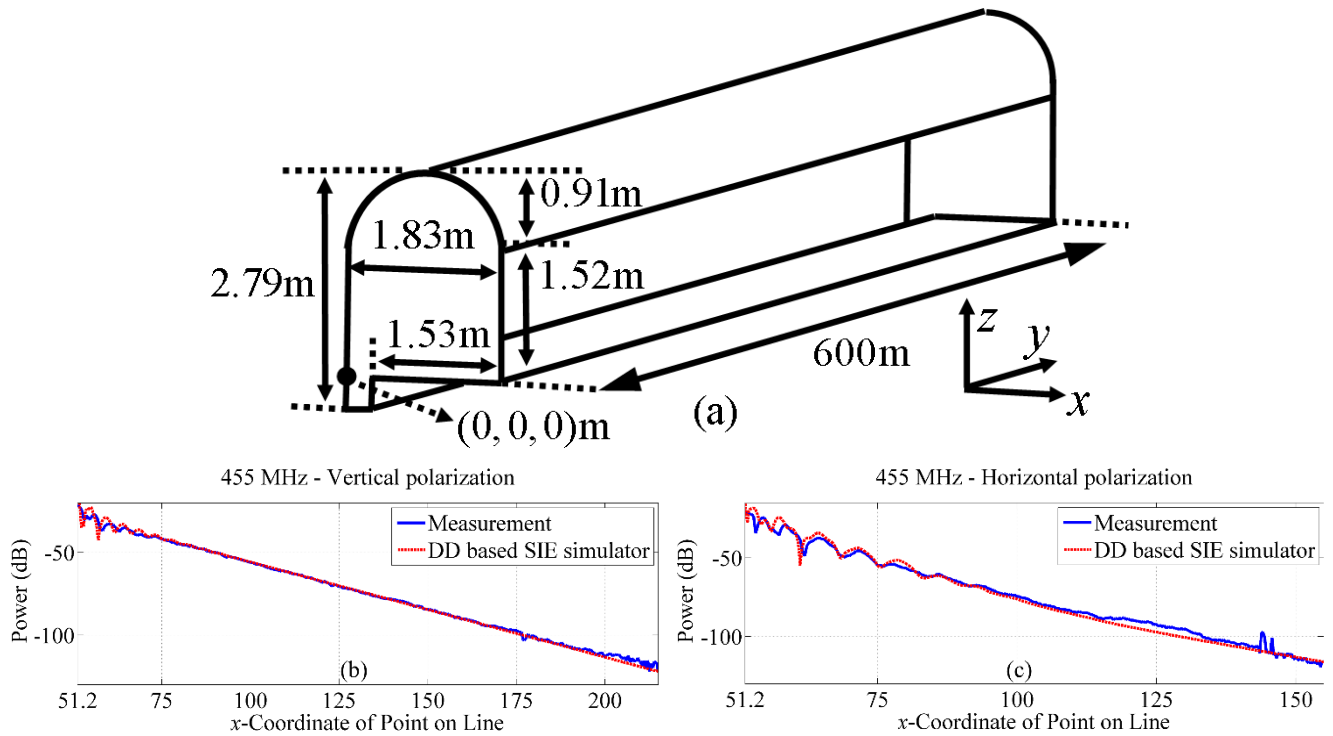 0.91m
1.83m
2.79m
1.52m
1.53m
600m
z
y
x
(0, 0, 0)m
(a)
455 MHz - Vertical polarization
Measurement
DD based SIE simulator
Power (dB)
-50
-100
(b)
51.2 75 100 125 150 175 200
x-Coordinate of Point on Line
455 MHz - Horizontal polarization
Measurement
DD based SIE simulator
Power (dB)
-50
-100
(c)
51.2 75 100 125 150
x-Coordinate of Point on Line